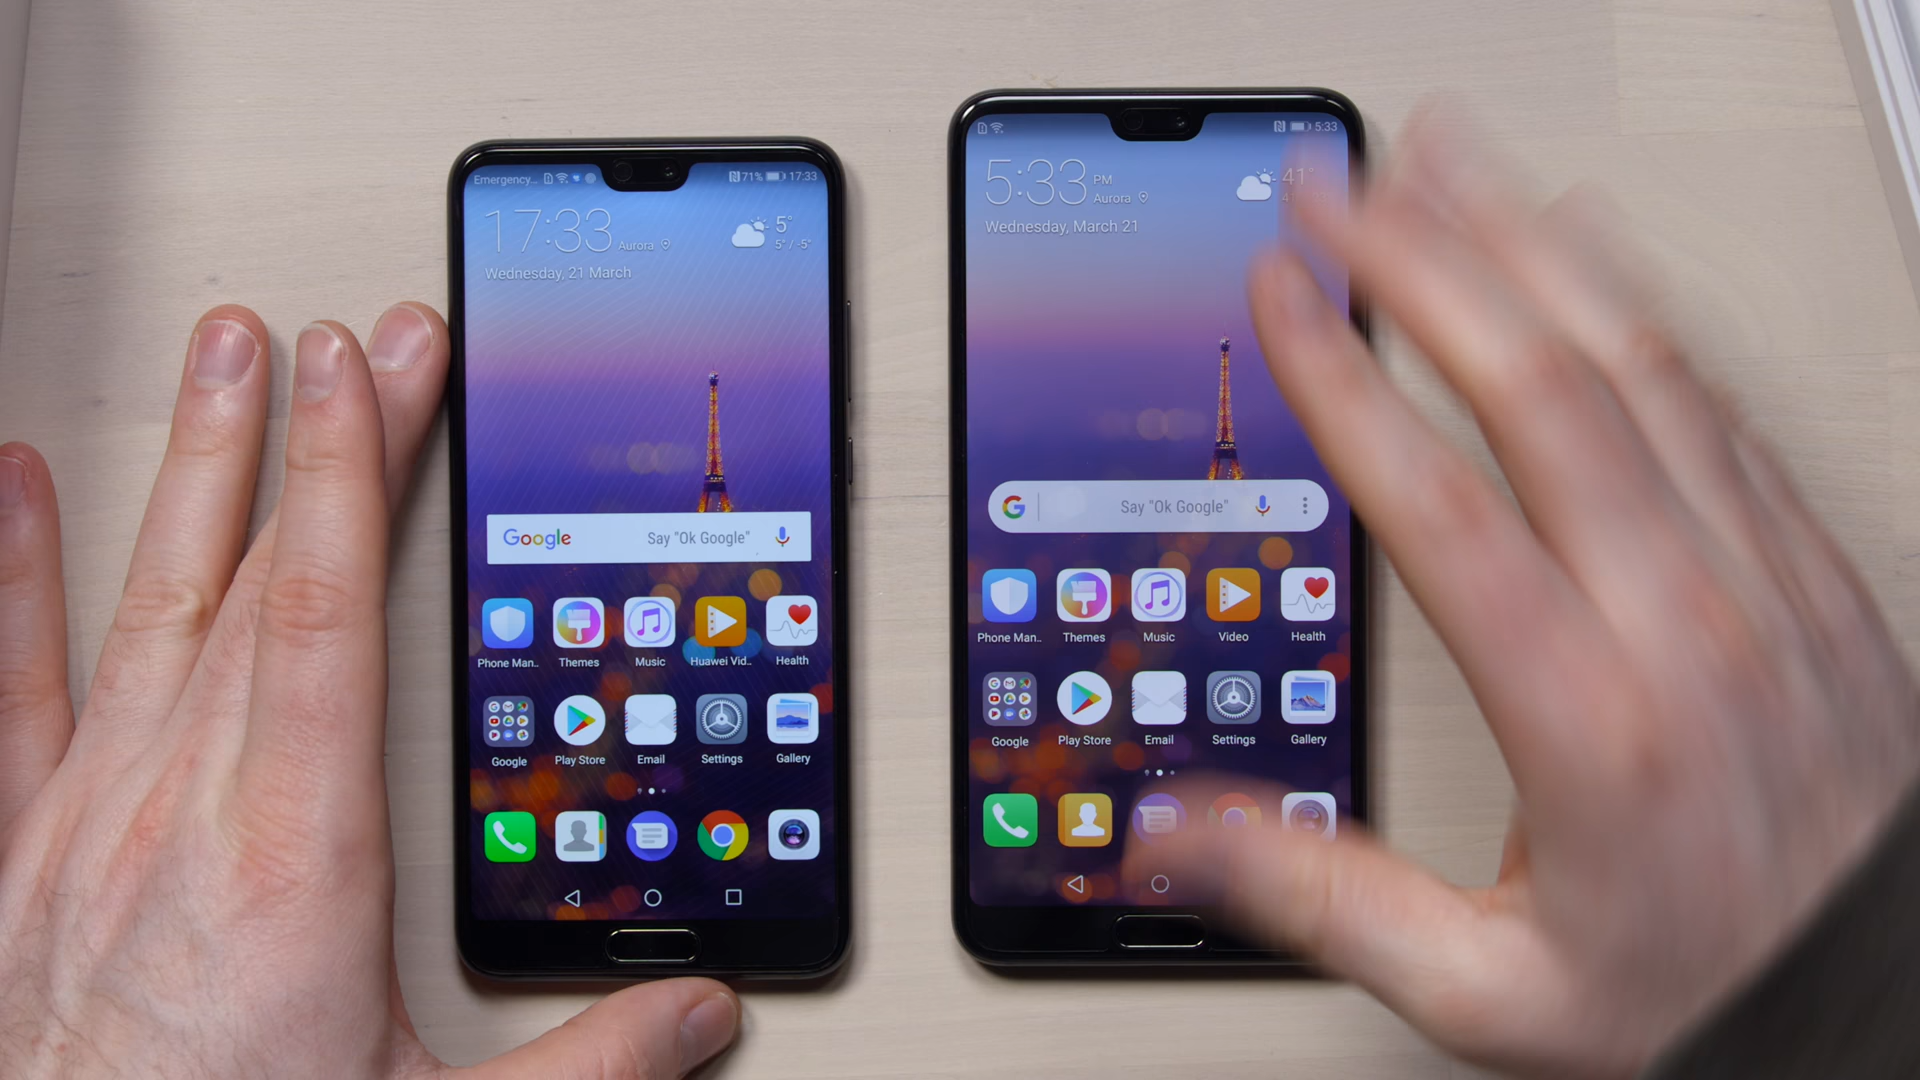 Emergency... 71% 17:33
17:33 Aurora
5°
5° / -5°
Wednesday, 21 March
Google Say "Ok Google"
Phone Man.. Themes Music Huawei Vid.. Health
Google Play Store Email Settings Gallery
5:33
5:33 PM
Aurora
41°
Wednesday, March 21
G Say "Ok Google"
Phone Man.. Themes Music Video Health
Google Play Store Email Settings Gallery